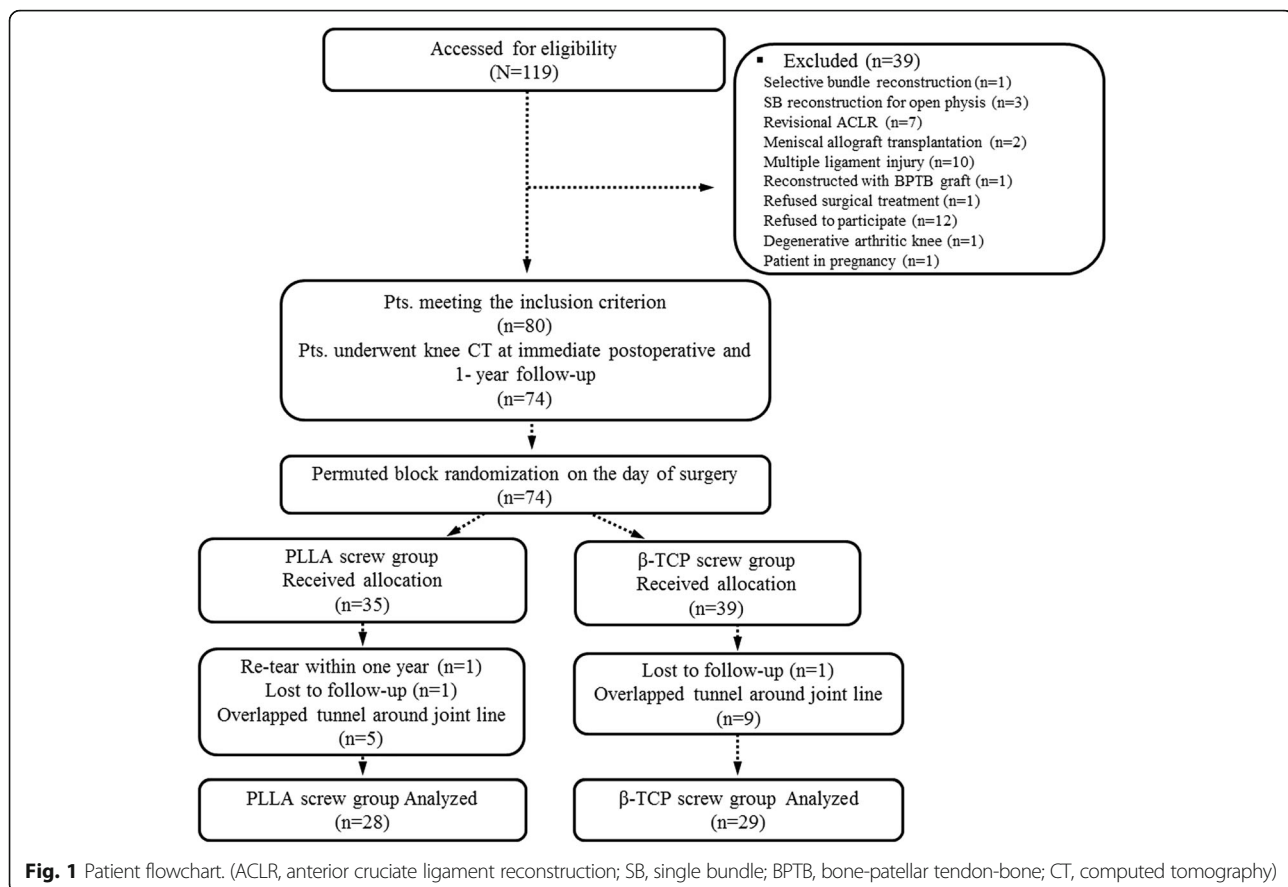 Accessed for eligibility
(N=119)
▪ Excluded (n=39)
Selective bundle reconstruction (n=1)
SB reconstruction for open physis (n=3)
Revisional ACLR (n=7)
Meniscal allograft transplantation (n=2)
Multiple ligament injury (n=10)
Reconstructed with BPTB graft (n=1)
Refused surgical treatment (n=1)
Refused to participate (n=12)
Degenerative arthritic knee (n=1)
Patient in pregnancy (n=1)
Pts. meeting the inclusion criterion
(n=80)
Pts. underwent knee CT at immediate postoperative and
1- year follow-up
(n=74)
Permuted block randomization on the day of surgery
(n=74)
PLLA screw group
Received allocation
(n=35)
β-TCP screw group
Received allocation
(n=39)
Re-tear within one year (n=1)
Lost to follow-up (n=1)
Overlapped tunnel around joint line
(n=5)
Lost to follow-up (n=1)
Overlapped tunnel around joint line
(n=9)
PLLA screw group Analyzed
(n=28)
β-TCP screw group Analyzed
(n=29)
Fig. 1 Patient flowchart. (ACLR, anterior cruciate ligament reconstruction; SB, single bundle; BPTB, bone-patellar tendon-bone; CT, computed tomography)